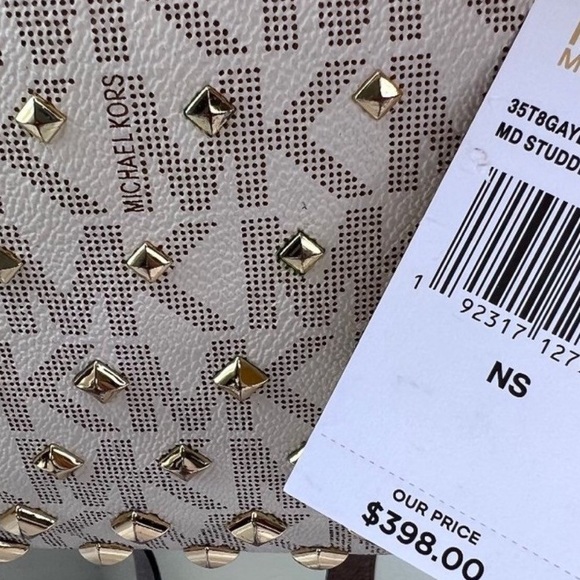 MICHAEL KORS
M
35T8GAY
MD STUDD
1 92317 127
NS
OUR PRICE
$398.00